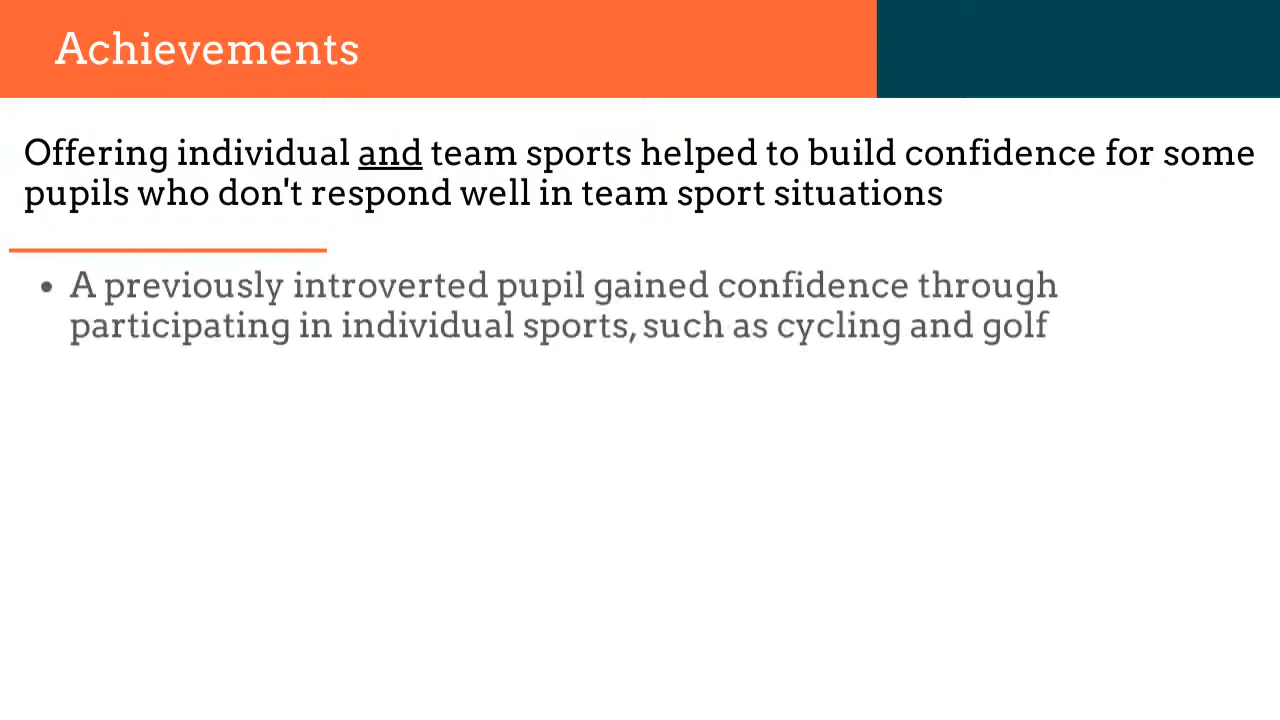 Achievements
Offering individual and team sports helped to build confidence for some
pupils who don't respond well in team sport situations
• A previously introverted pupil gained confidence through
participating in individual sports, such as cycling and golf